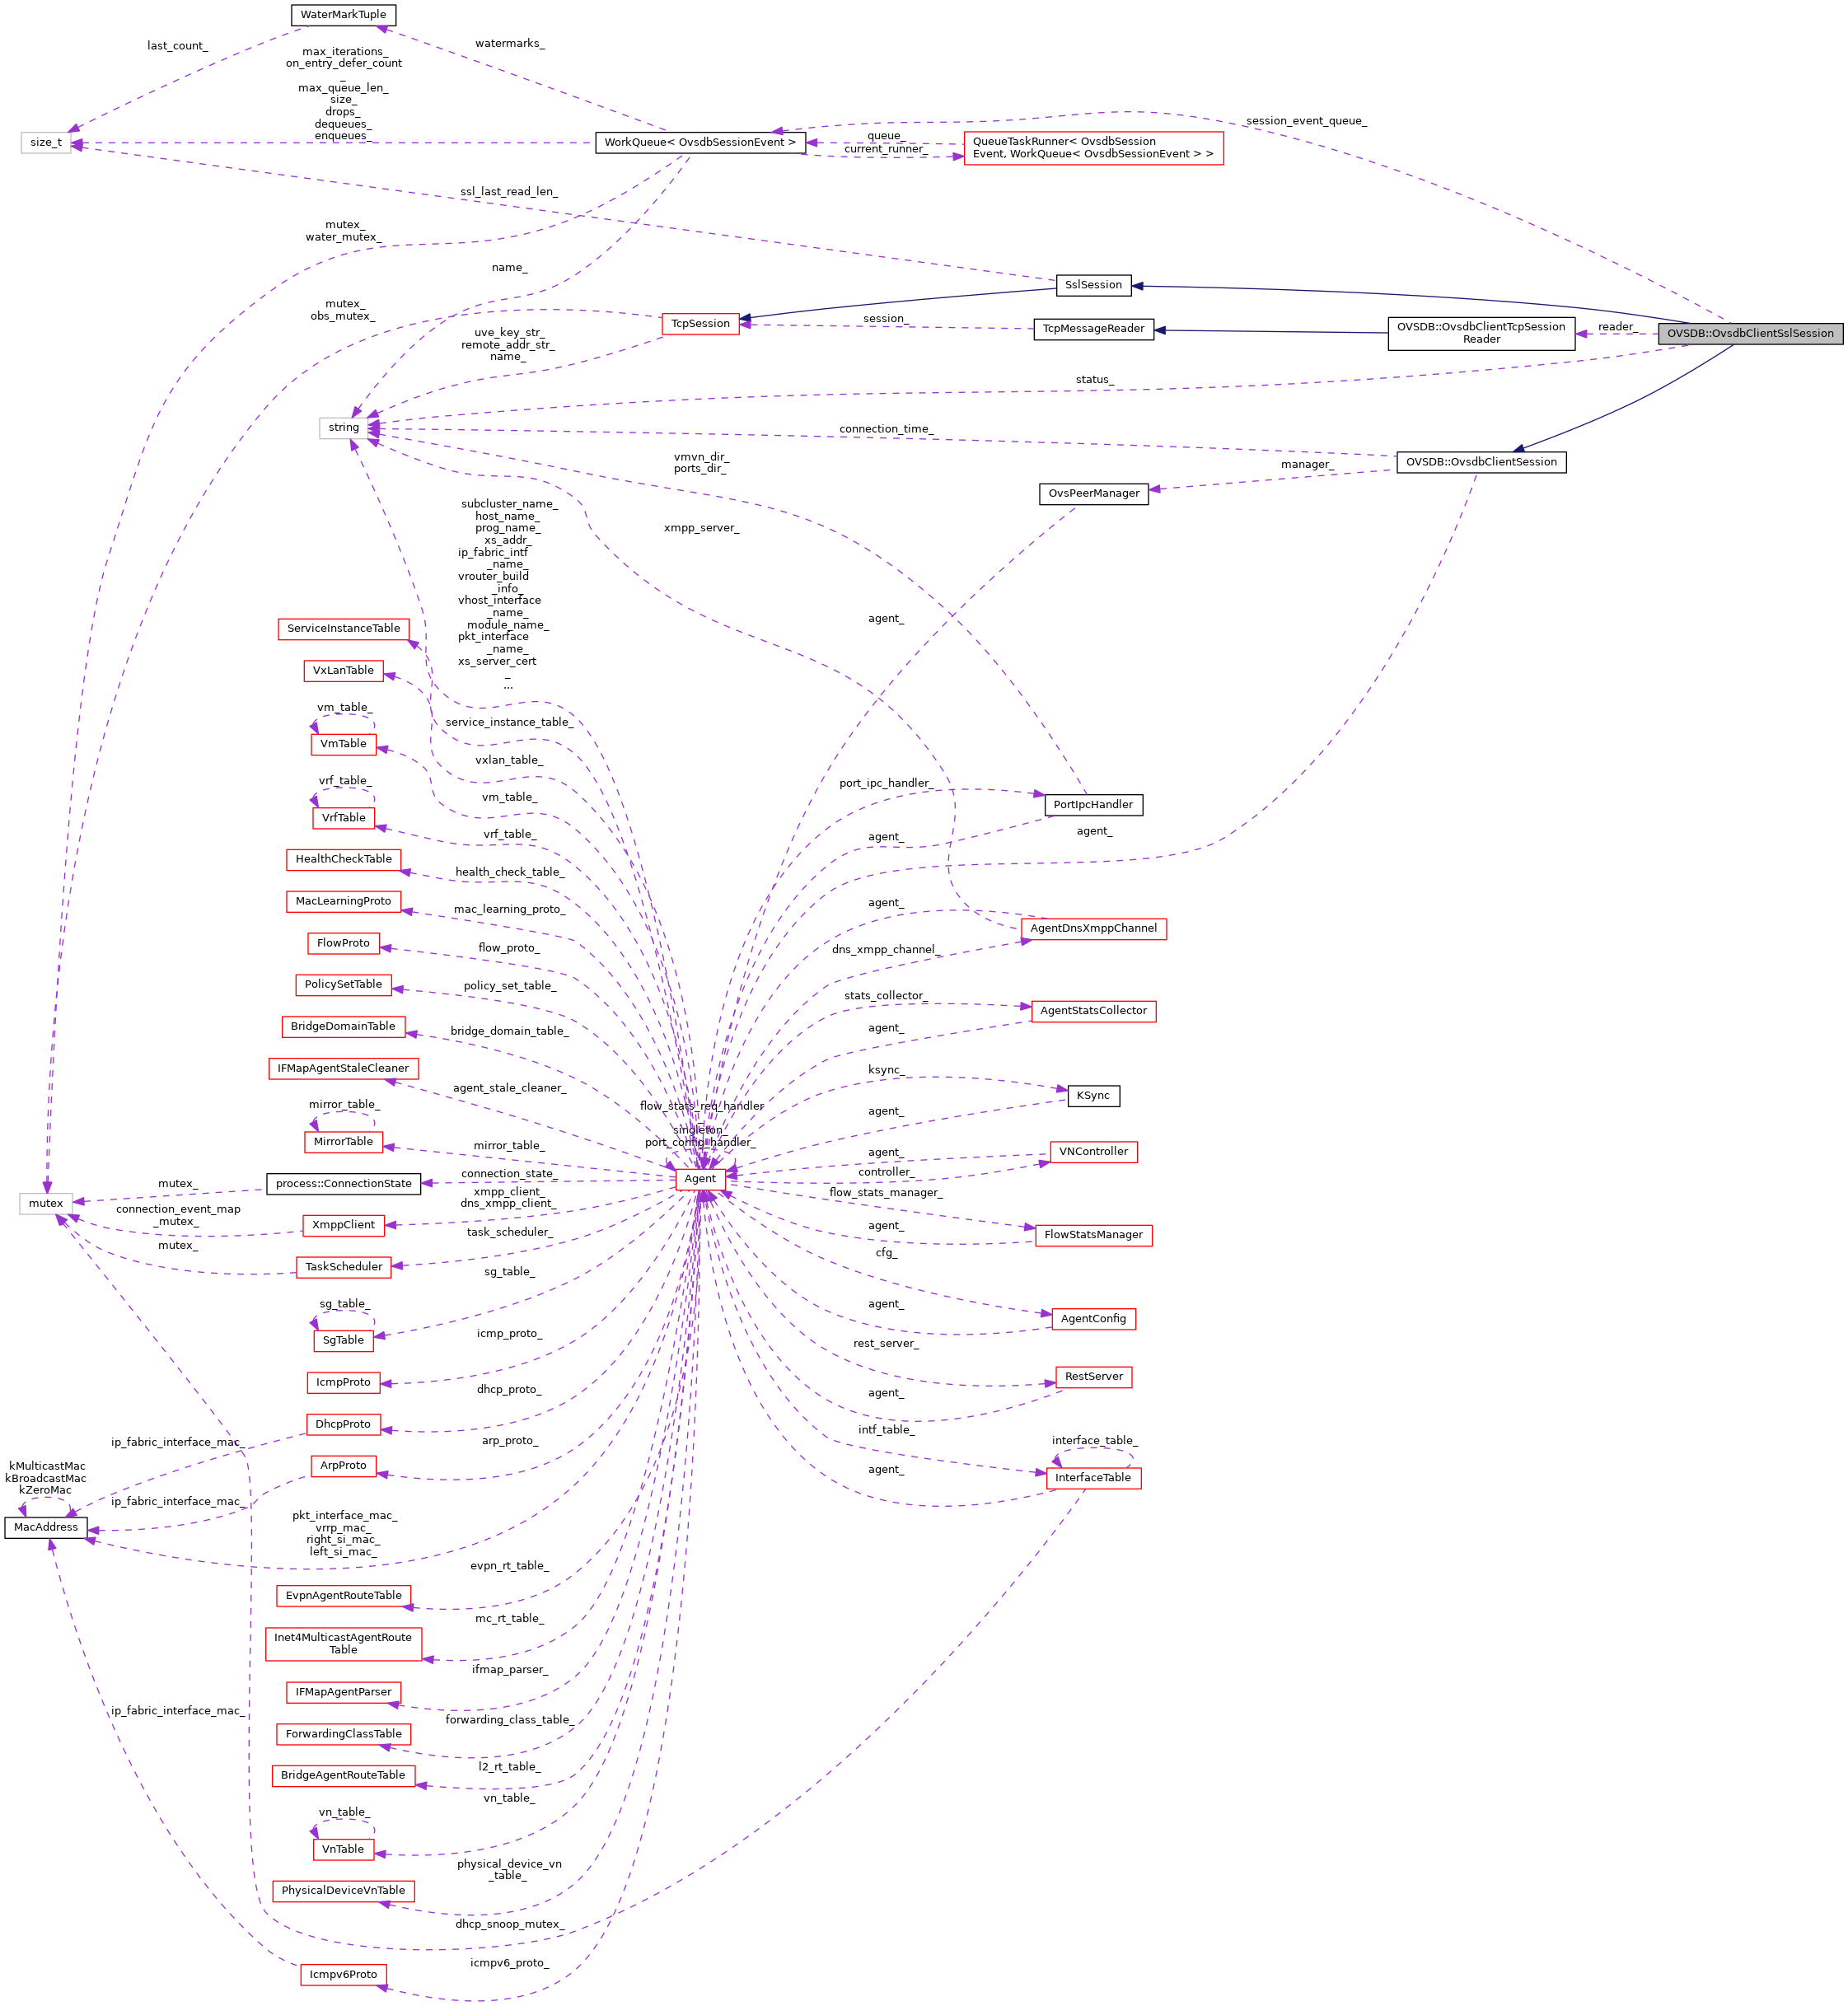 WaterMarkTuple
last_count_
watermarks_
max_iterations_
on_entry_defer_count
_
max_queue_len_
size_
drops_
dequeues_
enqueues_
session_event_queue_
size_t
WorkQueue< OvsdbSessionEvent >
queue_
current_runner_
QueueTaskRunner< OvsdbSession
Event, WorkQueue< OvsdbSessionEvent > >
ssl_last_read_len_
mutex_
water_mutex_
name_
SslSession
mutex_
obs_mutex_
TcpSession
session_
TcpMessageReader
OVSDB::OvsdbClientTcpSession
Reader
reader_
OVSDB::OvsdbClientSslSession
uve_key_str_
remote_addr_str_
name_
status_
string
connection_time_
vmvn_dir_
ports_dir_
manager_
OVSDB::OvsdbClientSession
OvsPeerManager
subcluster_name_
host_name_
prog_name_
xs_addr_
ip_fabric_intf
_name_
vrouter_build
_info_
vhost_interface
_name_
module_name_
pkt_interface
_name_
xs_server_cert
_
...
xmpp_server_
agent_
ServiceInstanceTable
VxLanTable
vm_table_
VmTable
service_instance_table_
vxlan_table_
vrf_table_
VrfTable
vm_table_
port_ipc_handler_
PortIpcHandler
vrf_table_
agent_
agent_
HealthCheckTable
health_check_table_
MacLearningProto
mac_learning_proto_
agent_
AgentDnsXmppChannel
FlowProto
flow_proto_
dns_xmpp_channel_
PolicySetTable
policy_set_table_
stats_collector_
AgentStatsCollector
BridgeDomainTable
bridge_domain_table_
agent_
IFMapAgentStaleCleaner
agent_stale_cleaner_
ksync_
KSync
mirror_table_
MirrorTable
mirror_table_
flow_stats_req_handler
_
singleton_
port_config_handler_
agent_
agent_
VNController
process::ConnectionState
connection_state_
Agent
controller_
mutex
mutex_
connection_event_map
_mutex_
XmppClient
xmpp_client_
dns_xmpp_client_
flow_stats_manager_
agent_
FlowStatsManager
mutex_
TaskScheduler
task_scheduler_
cfg_
sg_table_
SgTable
sg_table_
agent_
AgentConfig
IcmpProto
icmp_proto_
rest_server_
RestServer
DhcpProto
dhcp_proto_
agent_
ip_fabric_interface_mac_
ArpProto
arp_proto_
intf_table_
interface_table_
InterfaceTable
agent_
kMulticastMac
kBroadcastMac
kZeroMac
MacAddress
ip_fabric_interface_mac_
pkt_interface_mac_
vrrp_mac_
right_si_mac_
left_si_mac_
EvpnAgentRouteTable
evpn_rt_table_
Inet4MulticastAgentRoute
Table
mc_rt_table_
IFMapAgentParser
ifmap_parser_
ip_fabric_interface_mac_
ForwardingClassTable
forwarding_class_table_
BridgeAgentRouteTable
l2_rt_table_
vn_table_
VnTable
vn_table_
PhysicalDeviceVnTable
physical_device_vn
_table_
dhcp_snoop_mutex_
Icmpv6Proto
icmpv6_proto_